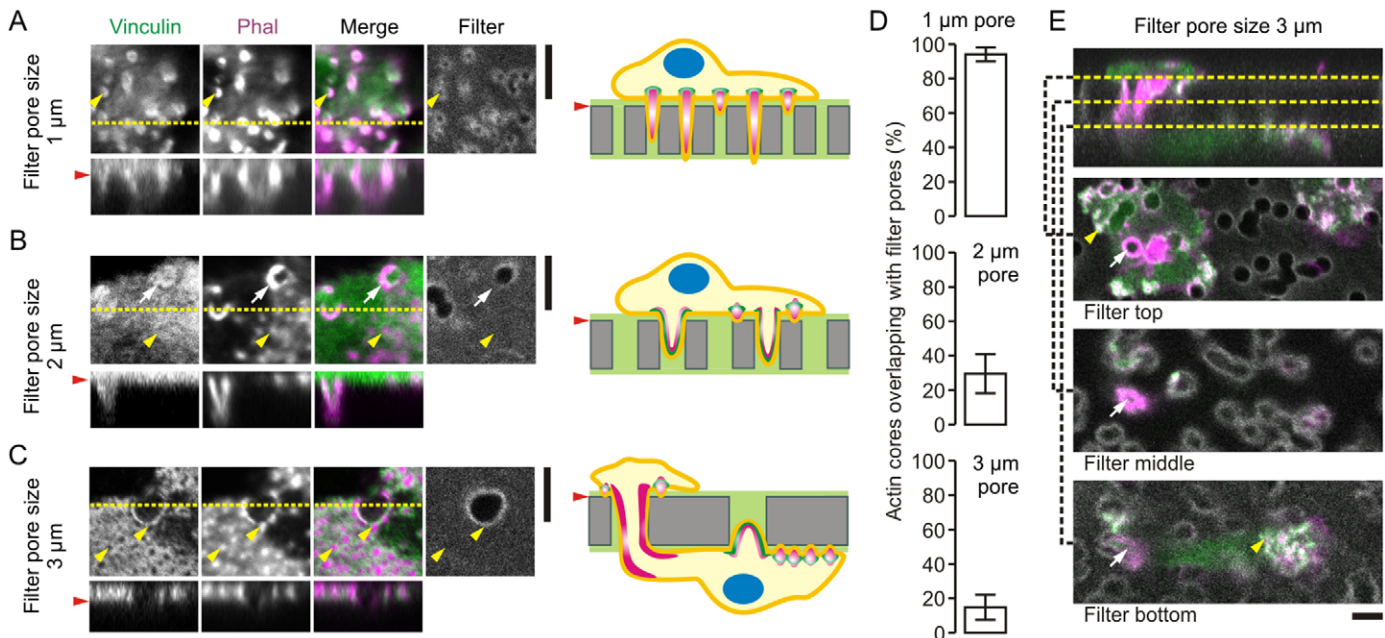 A
Vinculin
Phal
Merge
Filter
Filter pore size
1 µm
B
Filter pore size
2 µm
C
Filter pore size
3 µm
D
Actin cores overlapping with filter pores (%)
1 µm pore
100
80
60
40
20
0
2 µm
pore
100
80
60
40
20
0
3 µm
pore
100
80
60
40
20
0
E
Filter pore size 3 µm
Filter top
Filter middle
Filter bottom